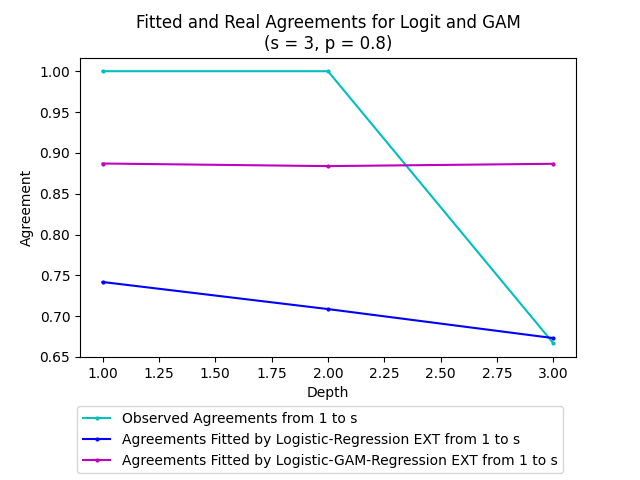 Fitted and Real Agreements for Logit and GAM
(s = 3, p = 0.8)
Agreement
1.00
0.95
0.90
0.85
0.80
0.75
0.70
0.65
1.00 1.25 1.50 1.75 2.00 2.25 2.50 2.75 3.00
Depth
Observed Agreements from 1 to s
Agreements Fitted by Logistic-Regression EXT from 1 to s
Agreements Fitted by Logistic-GAM-Regression EXT from 1 to s